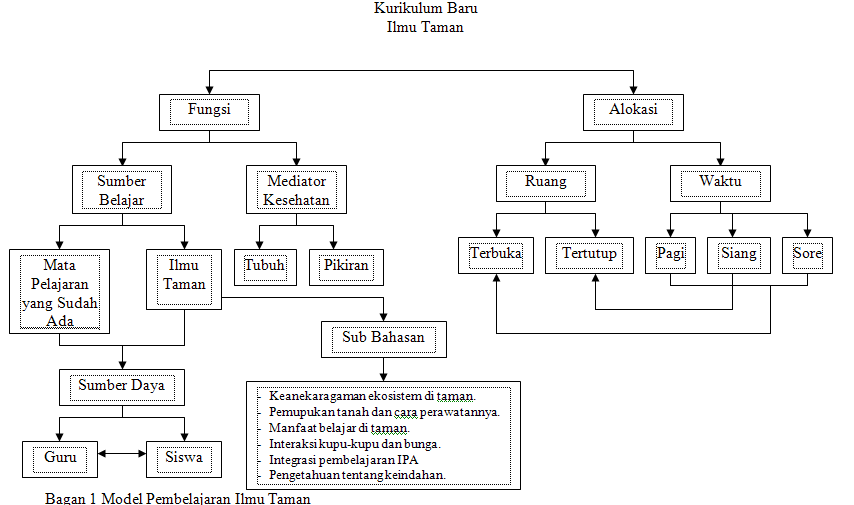 Kurikulum Baru
Ilmu Taman
Fungsi
Alokasi
Sumber
Belajar
Mediator
Kesehatan
Ruang
Waktu
Mata
Pelajaran
yang Sudah
Ada
Ilmu
Taman
Tubuh
Pikiran
Terbuka
Tertutup
Pagi
Siang
Sore
Sub Bahasan
Sumber Daya
- Keanekaragaman ekosistem di taman.
- Pemupukan tanah dan cara perawatannya.
- Manfaat belajar di taman.
- Interaksi kupu-kupu dan bunga.
- Integrasi pembelajaran IPA
- Pengetahuan tentang keindahan.
Guru
Siswa
Bagan 1 Model Pembelajaran Ilmu Taman